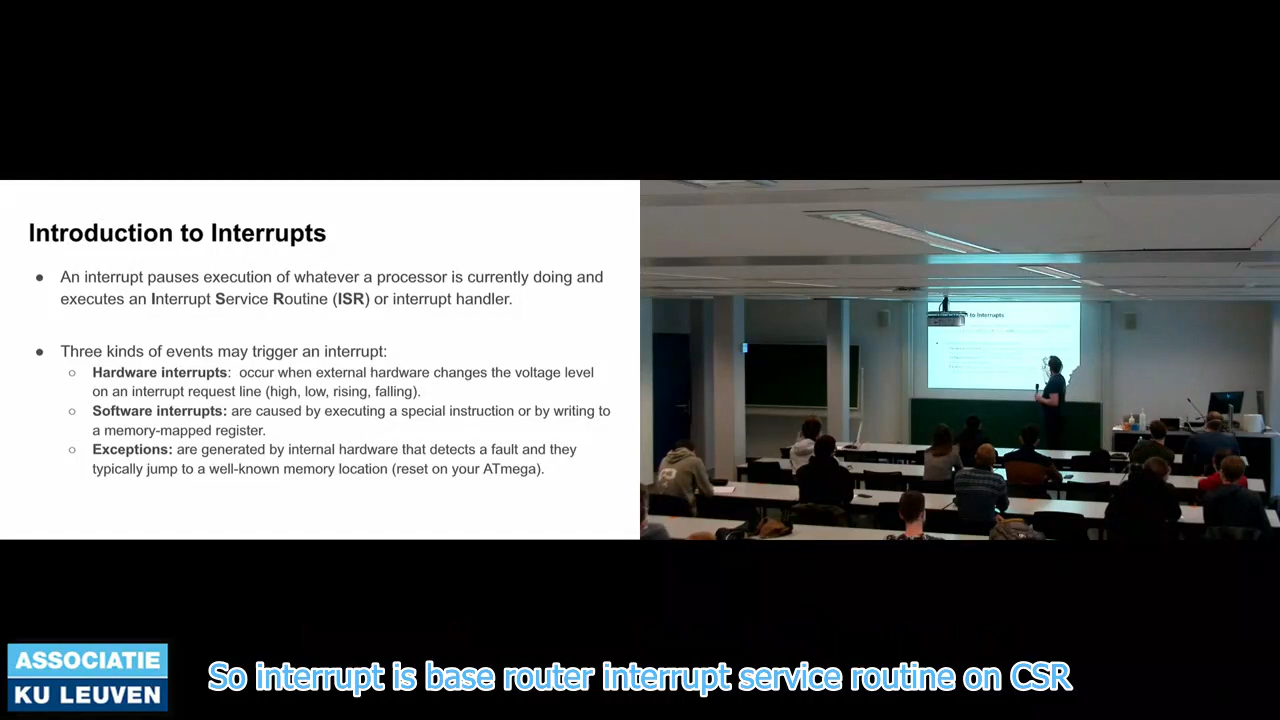 Introduction to Interrupts
● An interrupt pauses execution of whatever a processor is currently doing and
executes an Interrupt Service Routine (ISR) or interrupt handler.
● Three kinds of events may trigger an interrupt:
○ Hardware interrupts: occur when external hardware changes the voltage level
on an interrupt request line (high, low, rising, falling).
○ Software interrupts: are caused by executing a special instruction or by writing to
a memory-mapped register.
○ Exceptions: are generated by internal hardware that detects a fault and they
typically jump to a well-known memory location (reset on your ATmega).
to Interrupts
ASSOCIATIE
KU LEUVEN
So interrupt is base router interrupt service routine on CSR